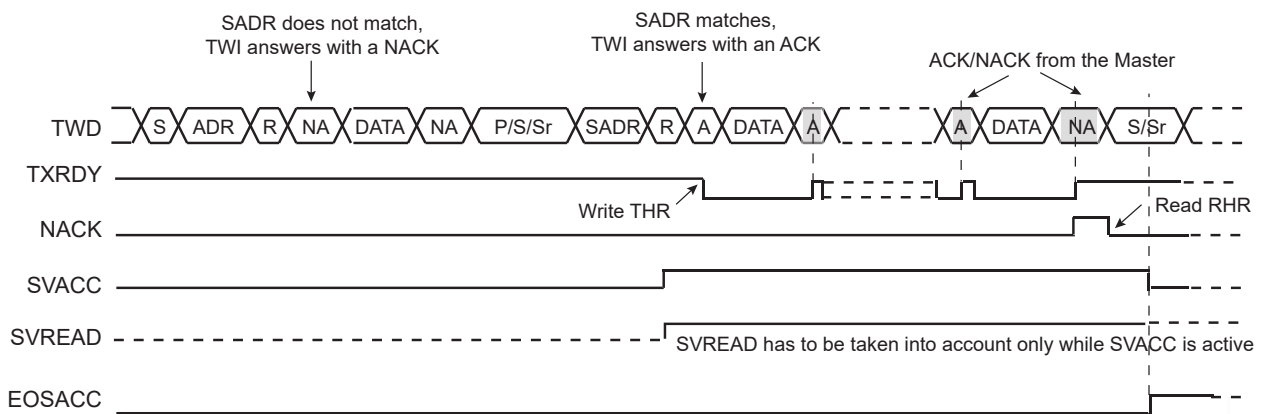 SADR does not match,
TWI answers with a NACK
SADR matches,
TWI answers with an ACK
ACK/NACK from the Master
TWD S ADR R NA DATA NA P/S/Sr SADR R A DATA A A DATA NA S/Sr
TXRDY
Write THR
Read RHR
NACK
SVACC
SVREAD
SVREAD has to be taken into account only while SVACC is active
EOSACC